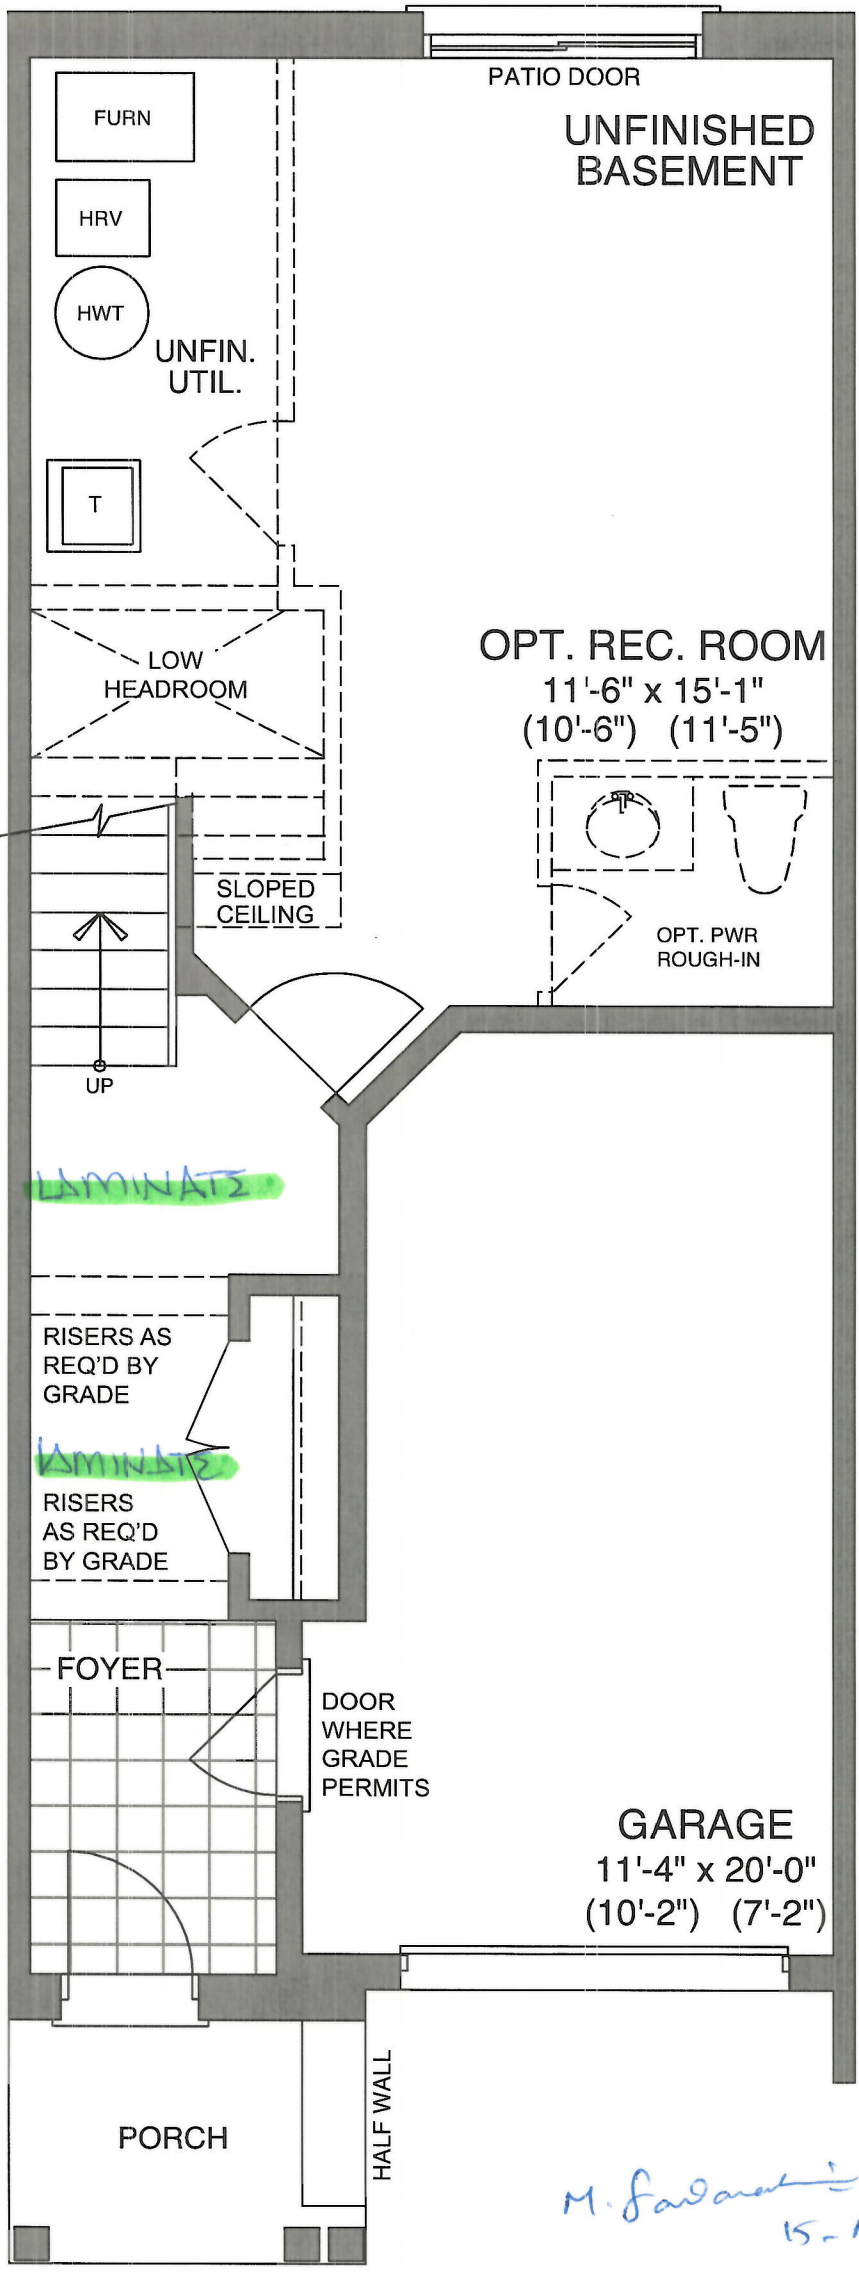 PATIO DOOR
FURN
UNFINISHED
BASEMENT
HRV
HWT
UNFIN.
UTIL.
T
OPT. REC. ROOM
11'-6" x 15'-1"
(10'-6") (11'-5")
LOW
HEADROOM
SLOPED
CEILING
OPT. PWR
ROUGH-IN
UP
LAMINATE
RISERS AS
REQ'D BY
GRADE
LAMINATE
RISERS
AS REQ'D
BY GRADE
FOYER
DOOR
WHERE
GRADE
PERMITS
GARAGE
11'-4" x 20'-0"
(10'-2") (7'-2")
HALF WALL
PORCH
M.
15-